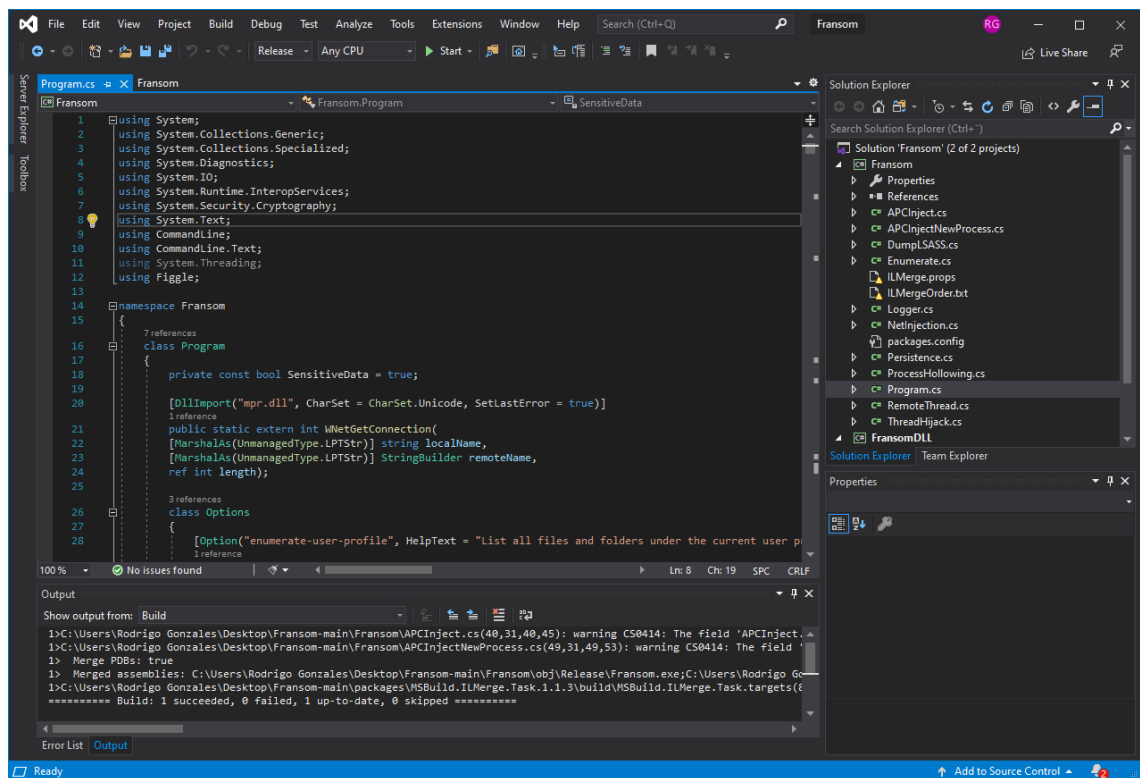 File Edit View Project Build Debug Test Analyze Tools Extensions Window Help Search (Ctrl+Q) Fransom RG
Release Any CPU Start Live Share
Server Explorer
Toolbox
Program.cs Fransom
Fransom Fransom.Program SensitiveData
1 using System;
2 using System.Collections.Generic;
3 using System.Collections.Specialized;
4 using System.Diagnostics;
5 using System.IO;
6 using System.Runtime.InteropServices;
7 using System.Security.Cryptography;
8 using System.Text;
9 using CommandLine;
10 using CommandLine.Text;
11 using System.Threading;
12 using Figgle;
13
14 namespace Fransom
15 {
7 references
16 class Program
17 {
18 private const bool SensitiveData = true;
19
20 [DllImport("mpr.dll", CharSet = CharSet.Unicode, SetLastError = true)]
1 reference
21 public static extern int WNetGetConnection(
22 [MarshalAs(UnmanagedType.LPTStr)] string localName,
23 [MarshalAs(UnmanagedType.LPTStr)] StringBuilder remoteName,
24 ref int length);
25
3 references
26 class Options
27 {
28 [Option("enumerate-user-profile", HelpText = "List all files and folders under the current user p
1 reference
100 % No issues found Ln: 8 Ch: 19 SPC CRLF
Output
Show output from: Build
1>C:\Users\Rodrigo Gonzales\Desktop\Fransom-main\Fransom\APCInject.cs(40,31,40,45): warning CS0414: The field 'APCInject.
1>C:\Users\Rodrigo Gonzales\Desktop\Fransom-main\Fransom\APCInjectNewProcess.cs(49,31,49,53): warning CS0414: The field '
1> Merge PDBs: true
1> Merged assemblies: C:\Users\Rodrigo Gonzales\Desktop\Fransom-main\Fransom\obj\Release\Fransom.exe;C:\Users\Rodrigo Go
1>C:\Users\Rodrigo Gonzales\Desktop\Fransom-main\packages\MSBuild.ILMerge.Task.1.1.3\build\MSBuild.ILMerge.Task.targets(8
========== Build: 1 succeeded, 0 failed, 1 up-to-date, 0 skipped ==========
Error List Output
Solution Explorer
Search Solution Explorer (Ctrl+¨)
Solution 'Fransom' (2 of 2 projects)
C# Fransom
Properties
References
C# APCInject.cs
C# APCInjectNewProcess.cs
C# DumpLSASS.cs
C# Enumerate.cs
ILMerge.props
ILMergeOrder.txt
C# Logger.cs
C# NetInjection.cs
packages.config
C# Persistence.cs
C# ProcessHollowing.cs
C# Program.cs
C# RemoteThread.cs
C# ThreadHijack.cs
C# FransomDLL
Solution Explorer Team Explorer
Properties
Ready Add to Source Control 2